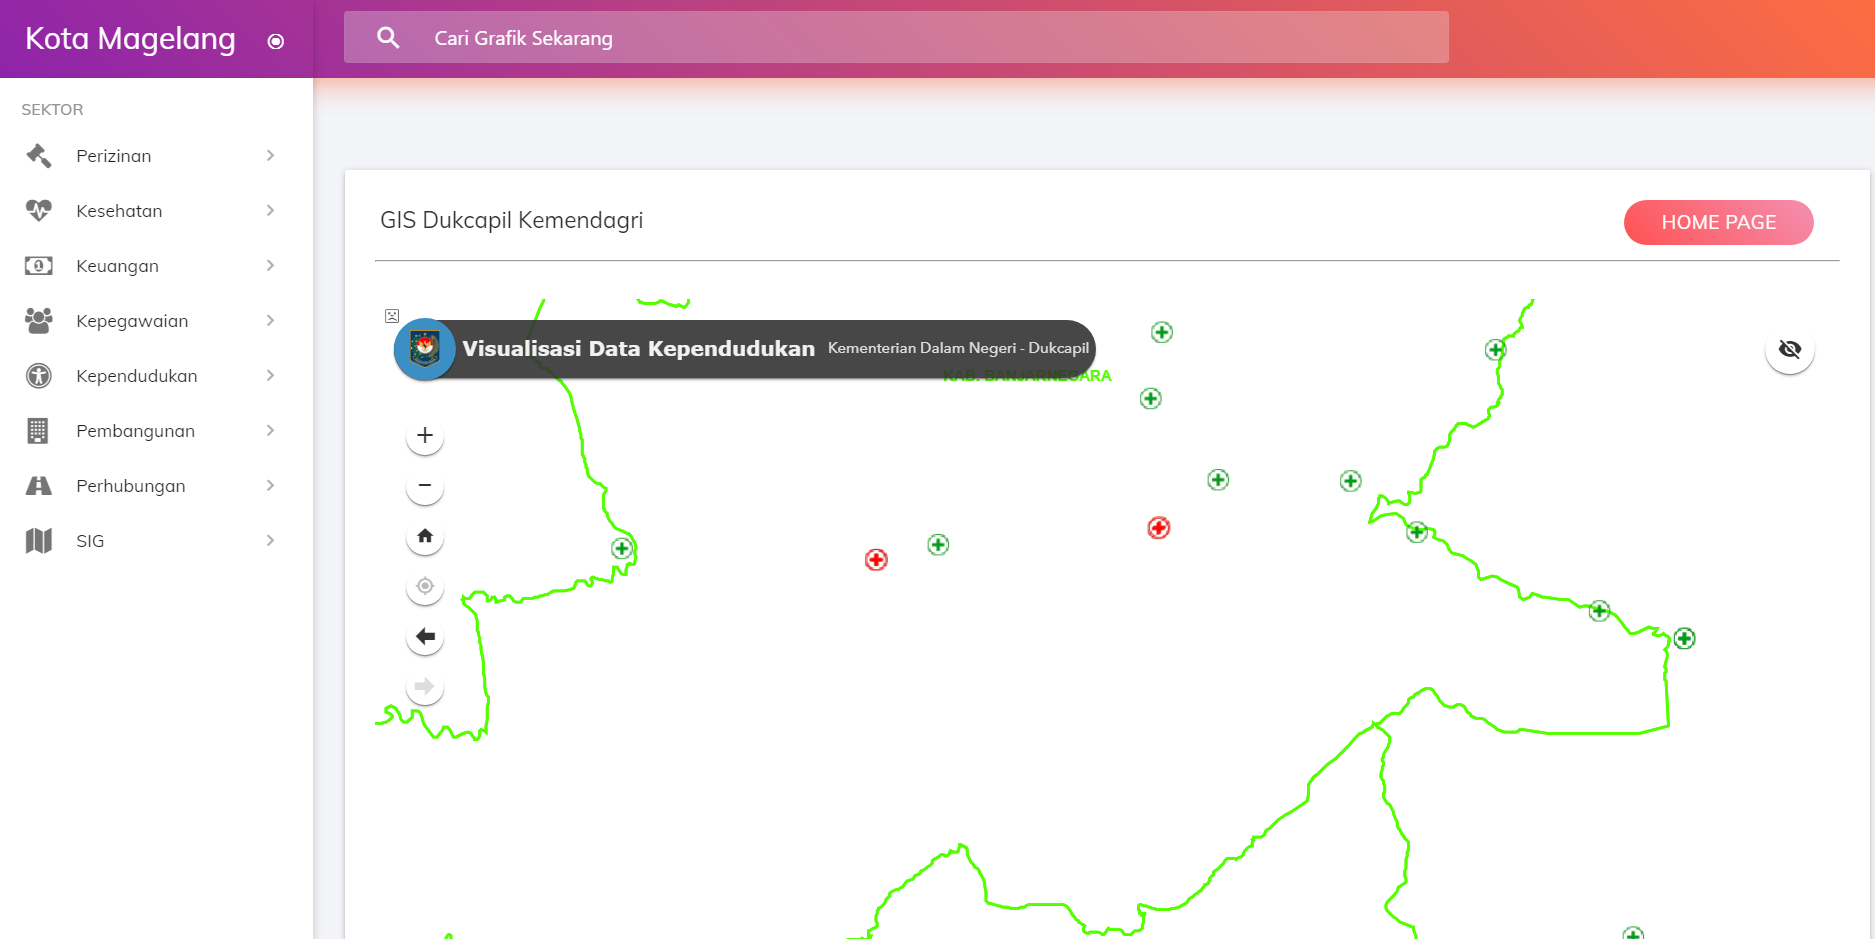 Kota Magelang
Cari Grafik Sekarang
SEKTOR
Perizinan
Kesehatan
Keuangan
Kepegawaian
Kependudukan
Pembangunan
Perhubungan
SIG
GIS Dukcapil Kemendagri
HOME PAGE
Visualisasi Data Kependudukan Kementerian Dalam Negeri - Dukcapil
KAB. BANJARNEGARA